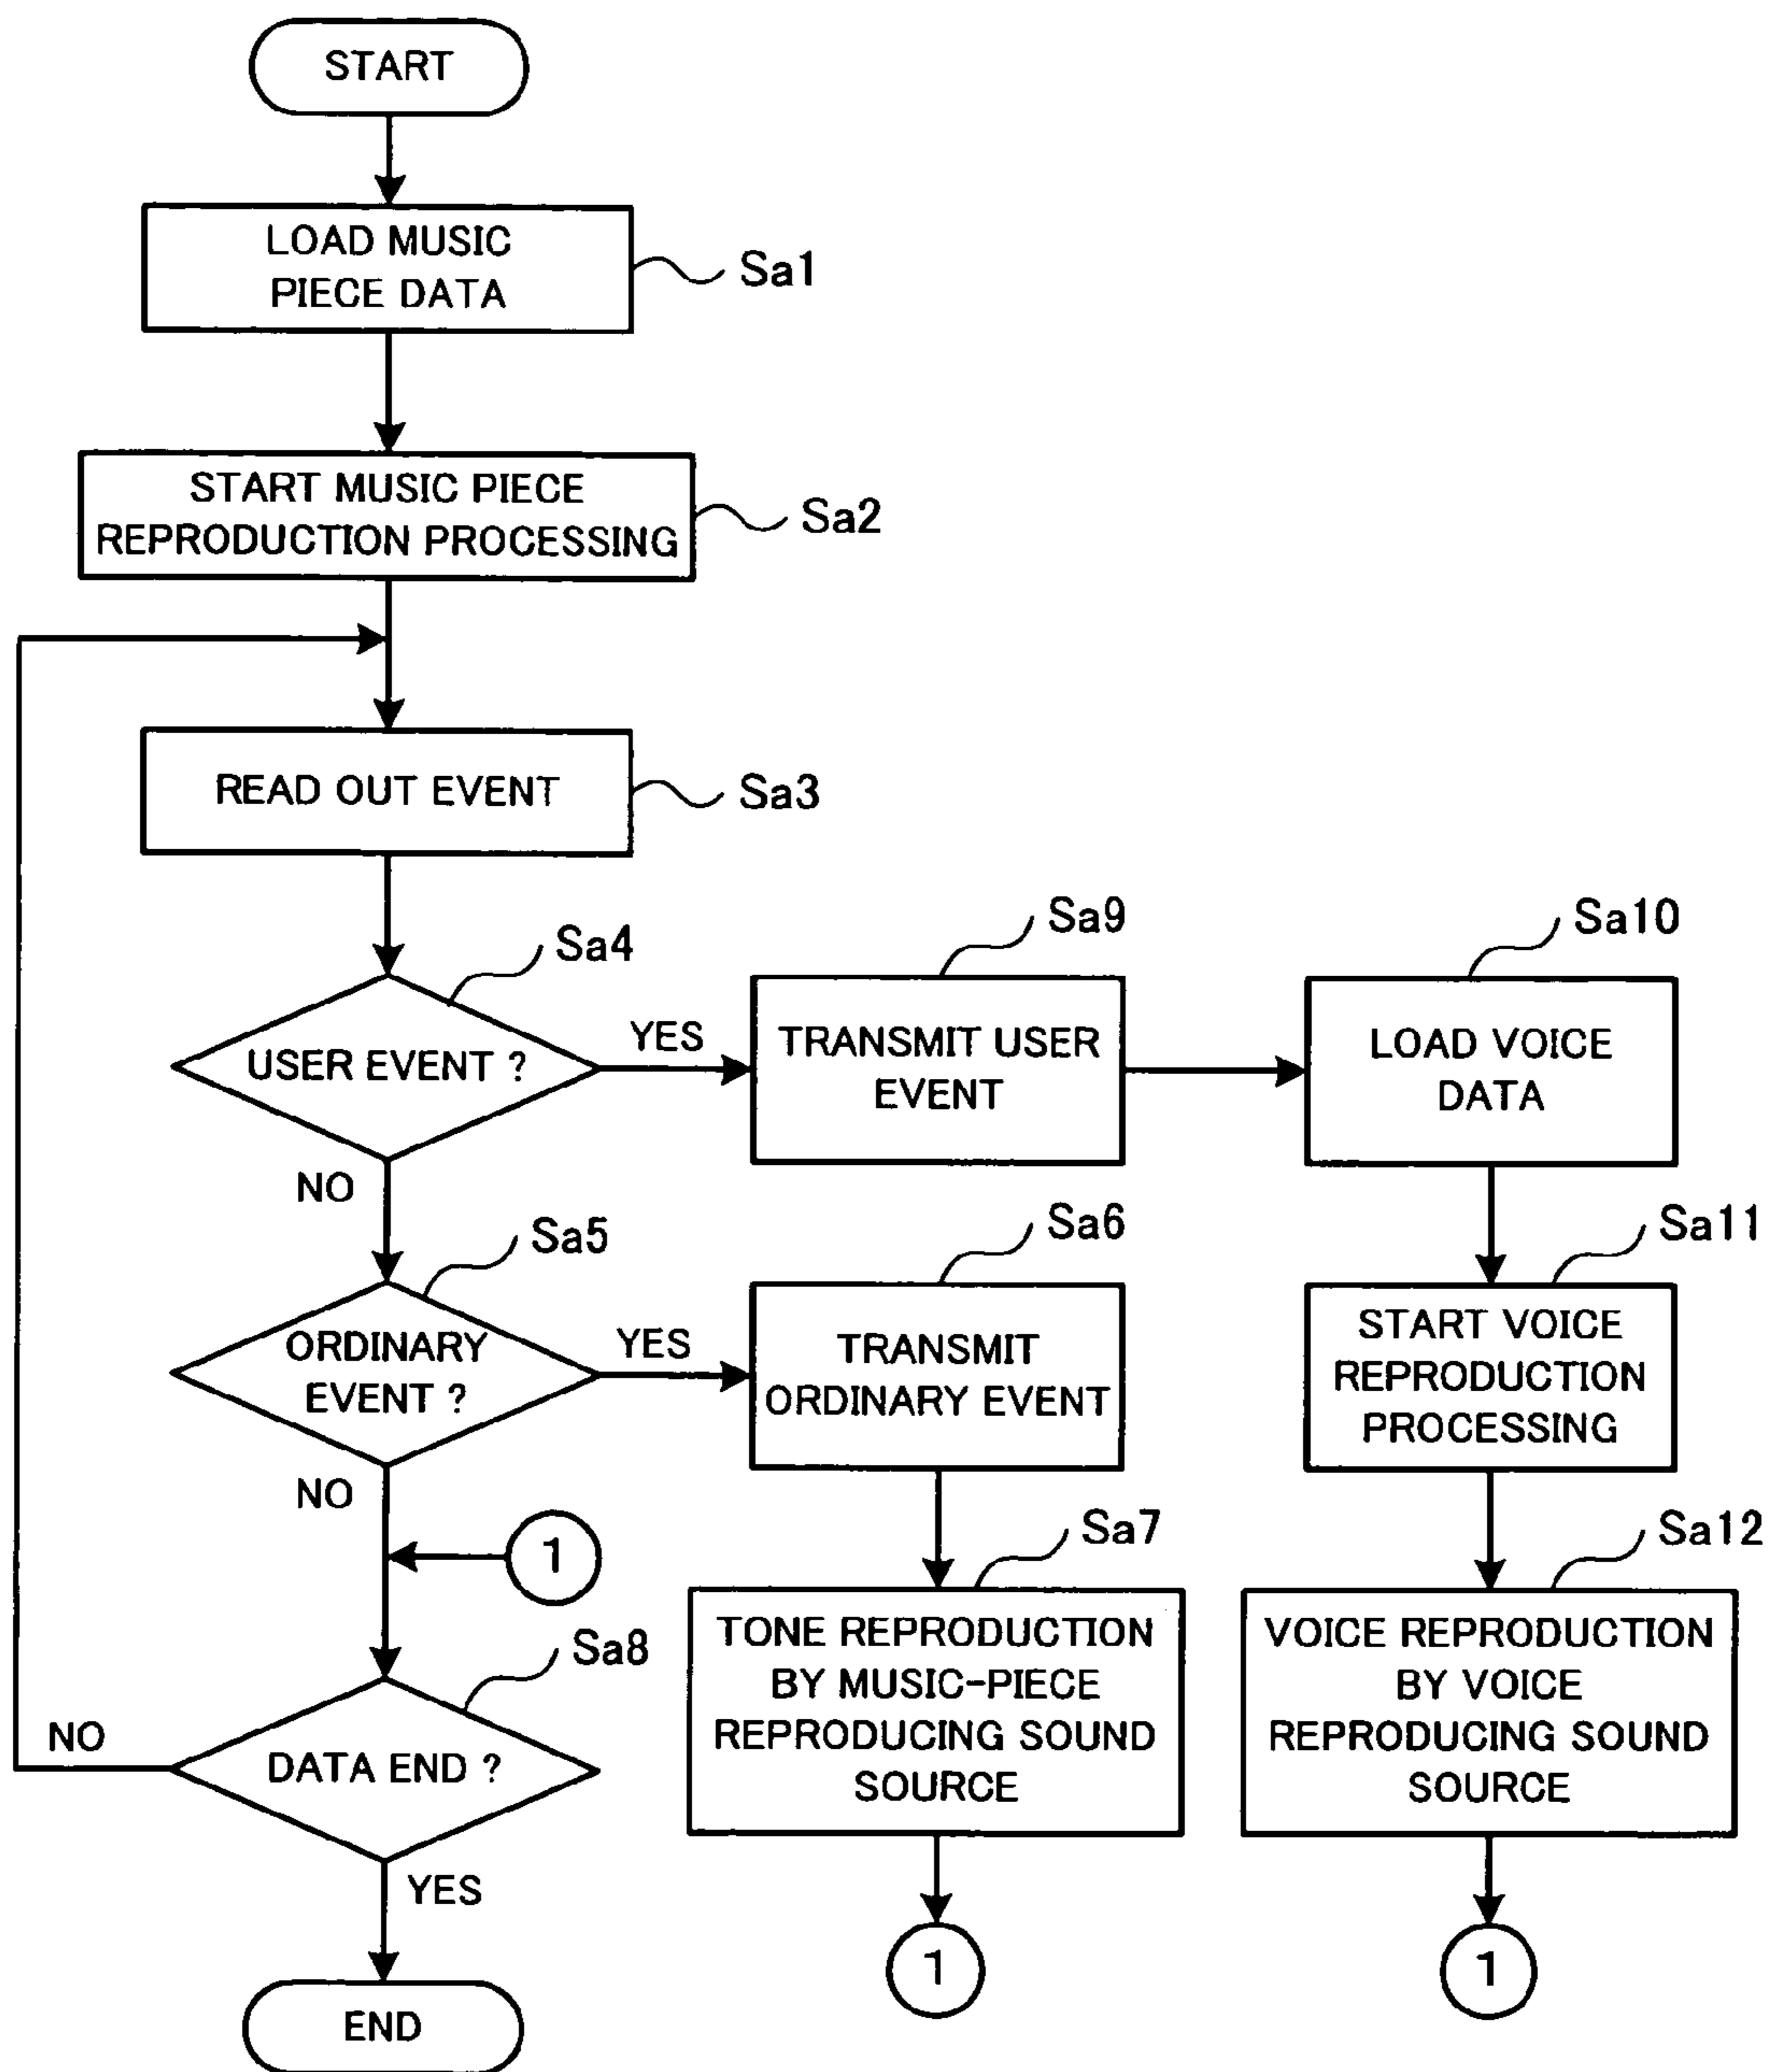 START
LOAD MUSIC
PIECE DATA
Sa1
START MUSIC PIECE
REPRODUCTION PROCESSING
Sa2
READ OUT EVENT
Sa3
Sa4
USER EVENT ?
YES
NO
Sa9
TRANSMIT USER
EVENT
Sa10
LOAD VOICE
DATA
Sa5
ORDINARY
EVENT ?
YES
NO
Sa6
TRANSMIT
ORDINARY EVENT
Sa11
START VOICE
REPRODUCTION
PROCESSING
1
Sa7
TONE REPRODUCTION
BY MUSIC-PIECE
REPRODUCING SOUND
SOURCE
Sa12
VOICE REPRODUCTION
BY VOICE
REPRODUCING SOUND
SOURCE
Sa8
NO
DATA END ?
YES
1
1
END